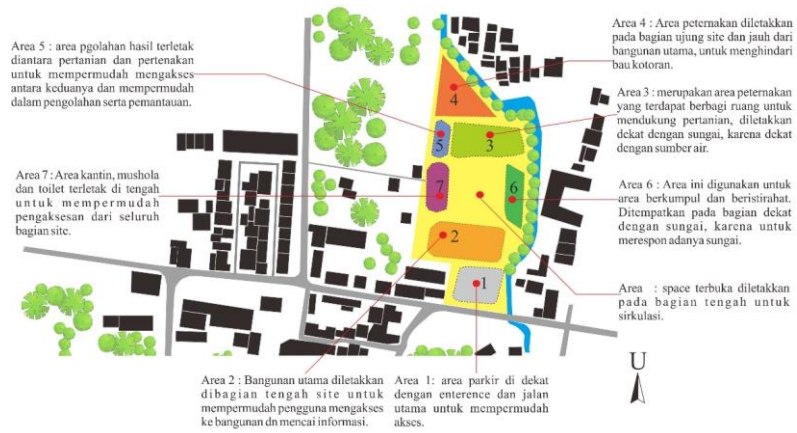 Area 4 : Area peternakan diletakkan
pada bagian ujung site dan jauh dari
bangunan utama, untuk menghindari
bau kotoran.
Area 5 : area pgolahan hasil terletak
diantara pertanian dan pertenakan
untuk mempermudah mengakses
antara keduanya dan mempermudah
dalam pengolahan serta pemantauan.
Area 3 : merupakan area peternakan
yang terdapat berbagi ruang untuk
mendukung pertanian, diletakkan
dekat dengan sungai, karena dekat
dengan sumber air.
Area 7 : Area kantin, mushola
dan toilet terletak di tengah
untuk mempermudah
pengaksesan dari seluruh
bagian site.
Area 6 : Area ini digunakan untuk
area berkumpul dan beristirahat.
Ditempatkan pada bagian dekat
dengan sungai, karena untuk
merespon adanya sungai.
Area : space terbuka diletakkan
pada bagian tengah untuk
sirkulasi.
4
5
3
7
6
2
1
U
Area 2 : Bangunan utama diletakkan
dibagian tengah site untuk
mempermudah pengguna mengakses
ke bangunan dn mencai informasi.
Area 1: area parkir di dekat
dengan enterence dan jalan
utama untuk mempermudah
akses.